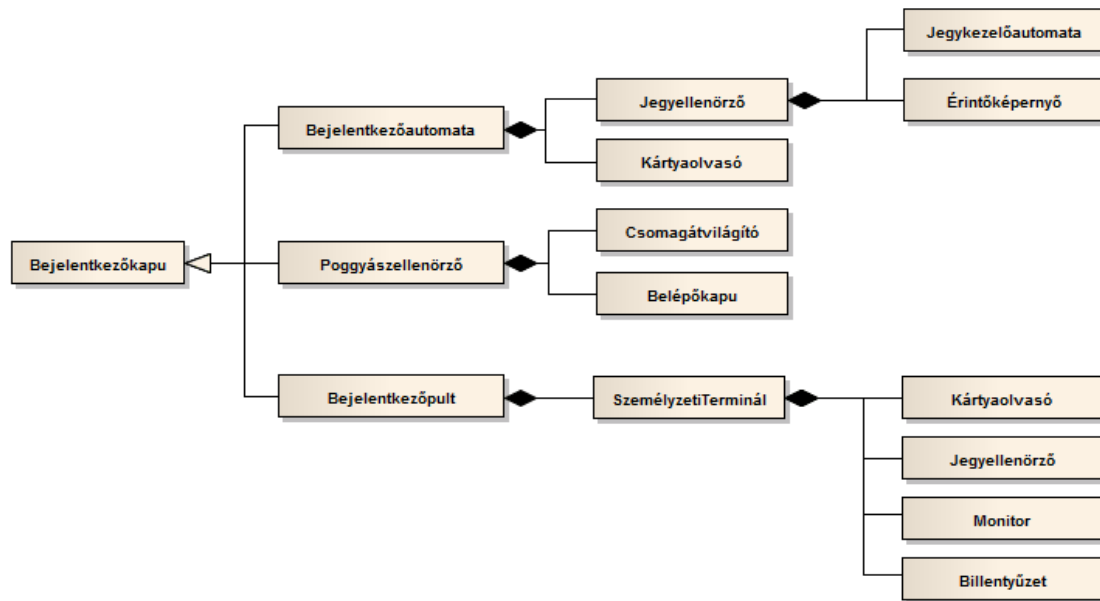 Jegykezelőautomata
Jegyellenörző
Érintőképernyő
Bejelentkezőautomata
Kártyaolvasó
Csomagátvilágító
Bejelentkezőkapu
Poggyászellenörző
Belépőkapu
Bejelentkezőpult
SzemélyzetiTerminál
Kártyaolvasó
Jegyellenörző
Monitor
Billentyűzet